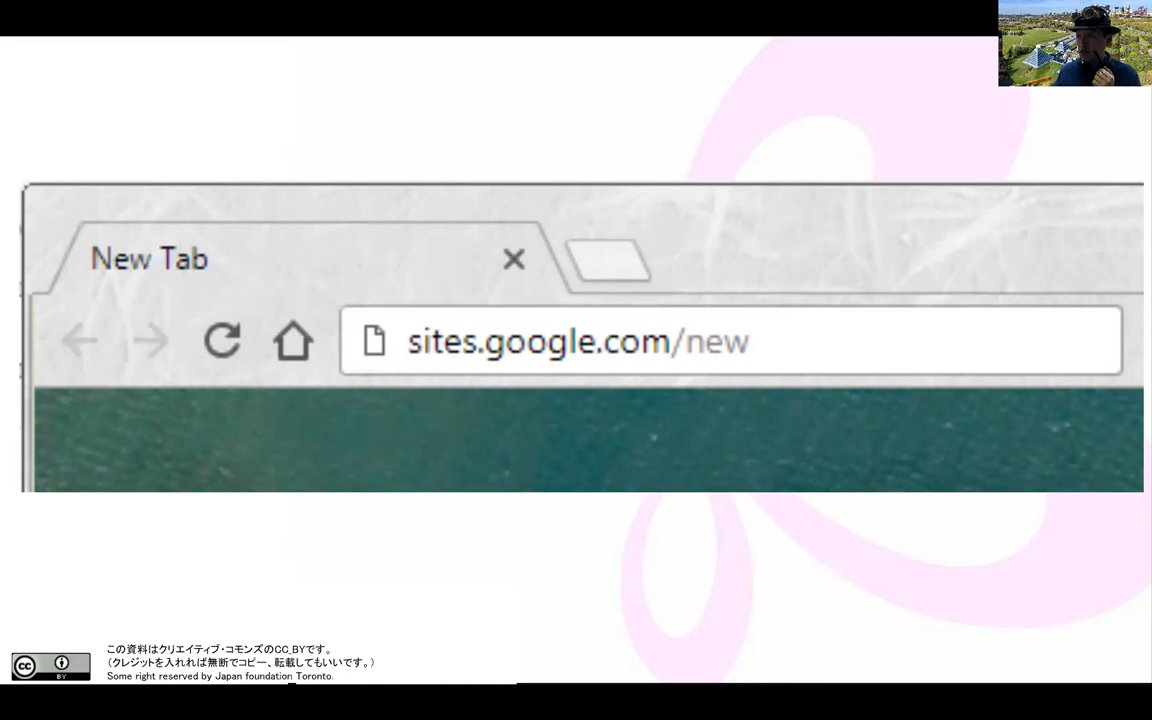 New Tab
sites.google.com/new
この資料はクリエイティブ・コモンズのCC_BYです。
（クレジットを入れれば無断でコピー、転載してもいいです。）
Some right reserved by Japan foundation Toronto.
cc
BY